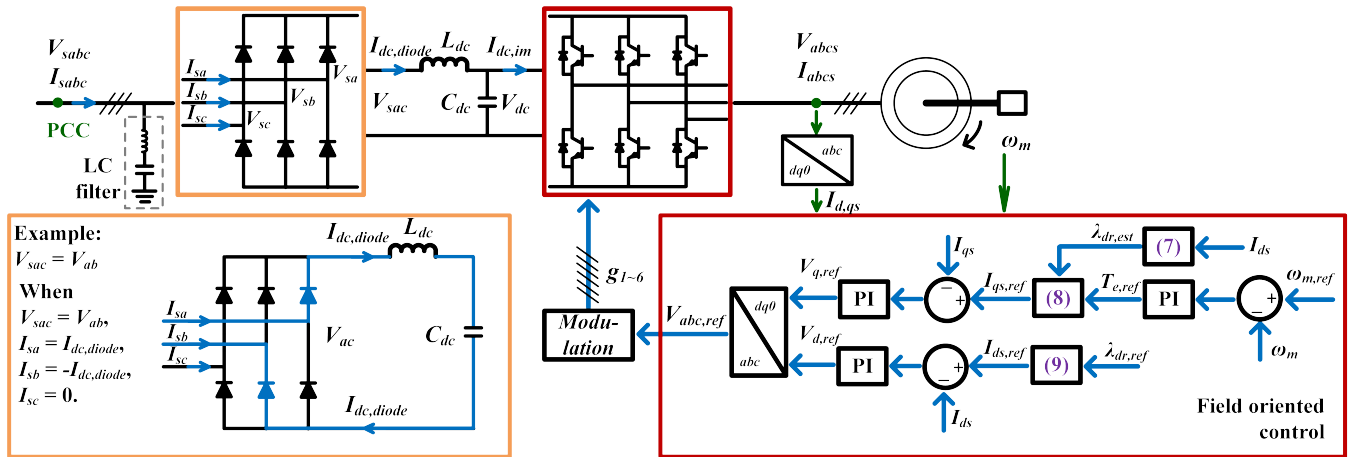 V_sabc
I_sabc
PCC
LC
filter
I_sa
I_sb
I_sc
V_sa
V_sb
V_sc
I_dc,diode
L_dc
I_dc,im
V_sac
C_dc
V_dc
V_abcs
I_abcs
abc
dq0
I_d,qs
ω_m
Example:
V_sac = V_ab
When
V_sac = V_ab,
I_sa = I_dc,diode,
I_sb = -I_dc,diode,
I_sc = 0.
I_sa
I_sb
I_sc
I_dc,diode
L_dc
V_ac
C_dc
I_dc,diode
g_1~6
Modu-
lation
V_abc,ref
dq0
abc
V_q,ref
V_d,ref
PI
PI
I_qs
−
+
I_qs,ref
(8)
λ_dr,est
(7)
I_ds
T_e,ref
PI
+
−
ω_m,ref
ω_m
−
+
I_ds
I_ds,ref
(9)
λ_dr,ref
Field oriented
control